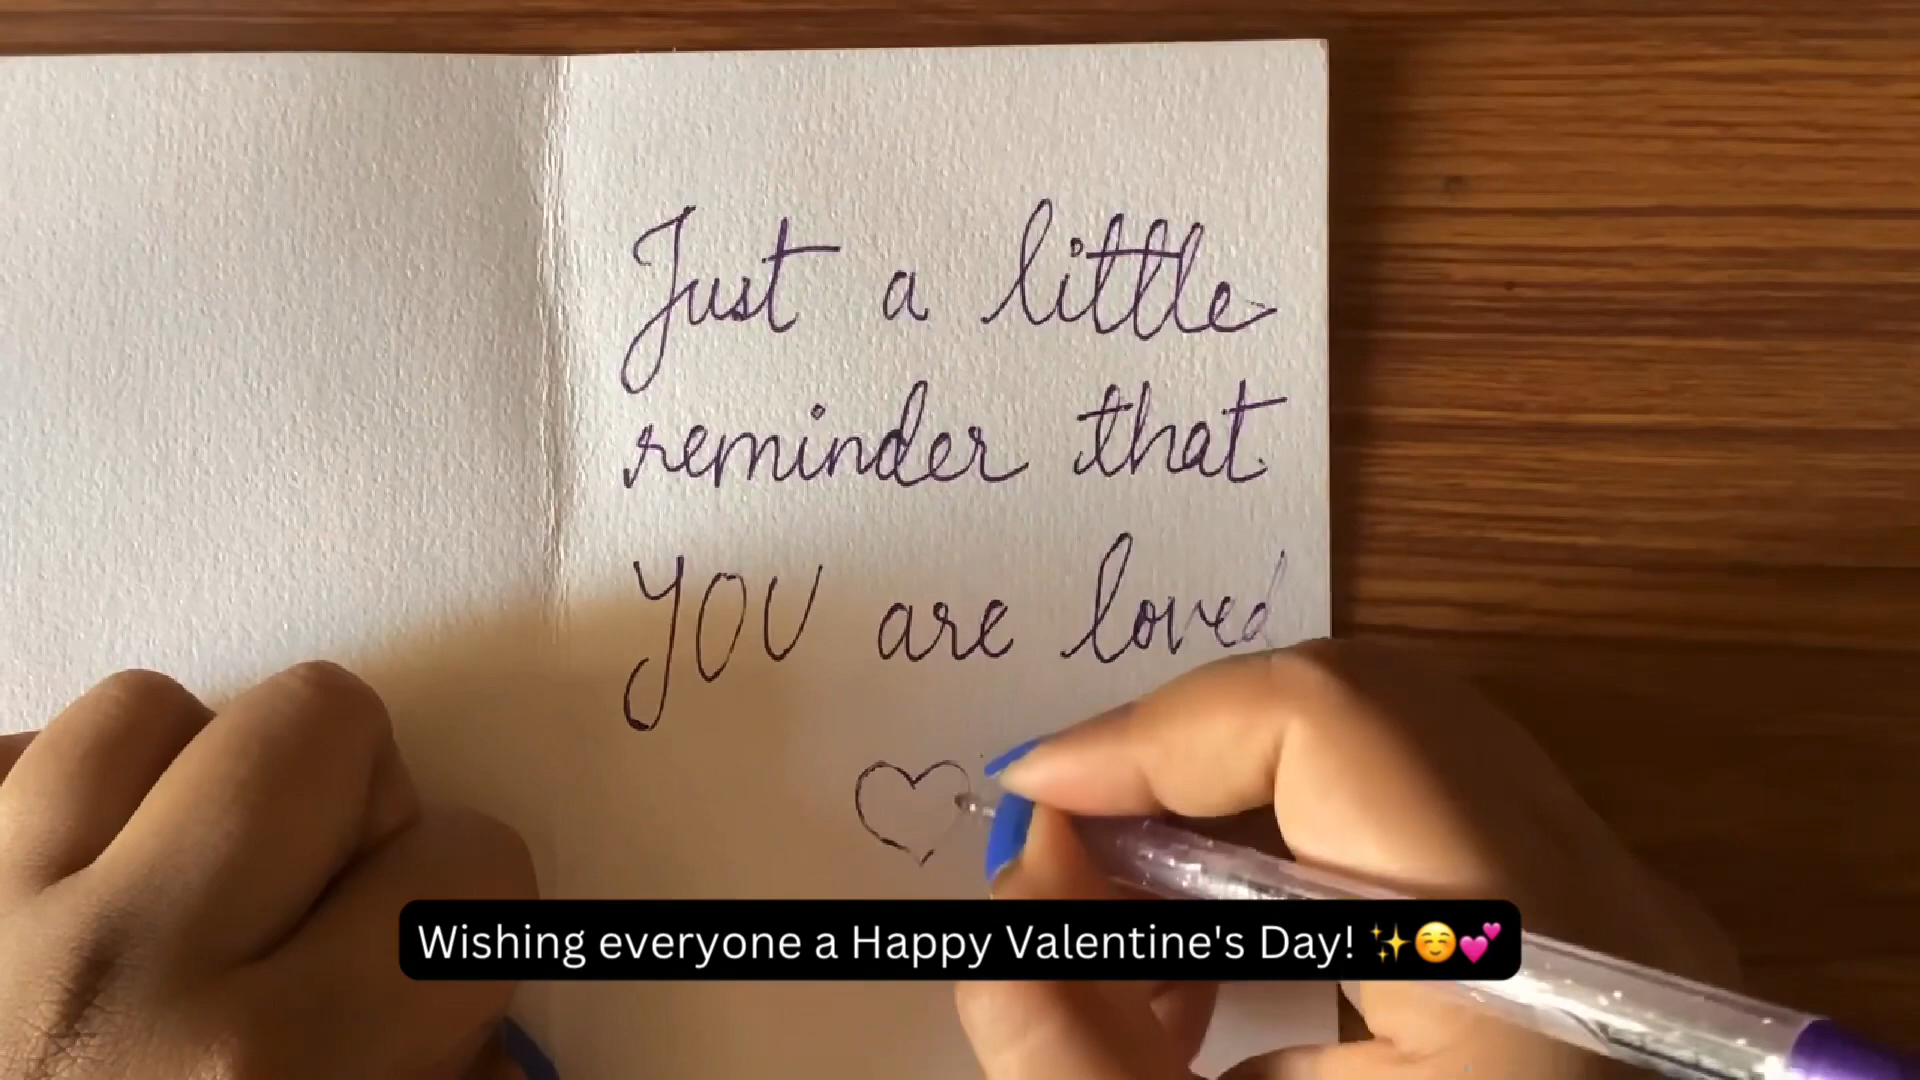 Just a little
reminder that
YOU are loved
Wishing everyone a Happy Valentine's Day! ✨☺️💕